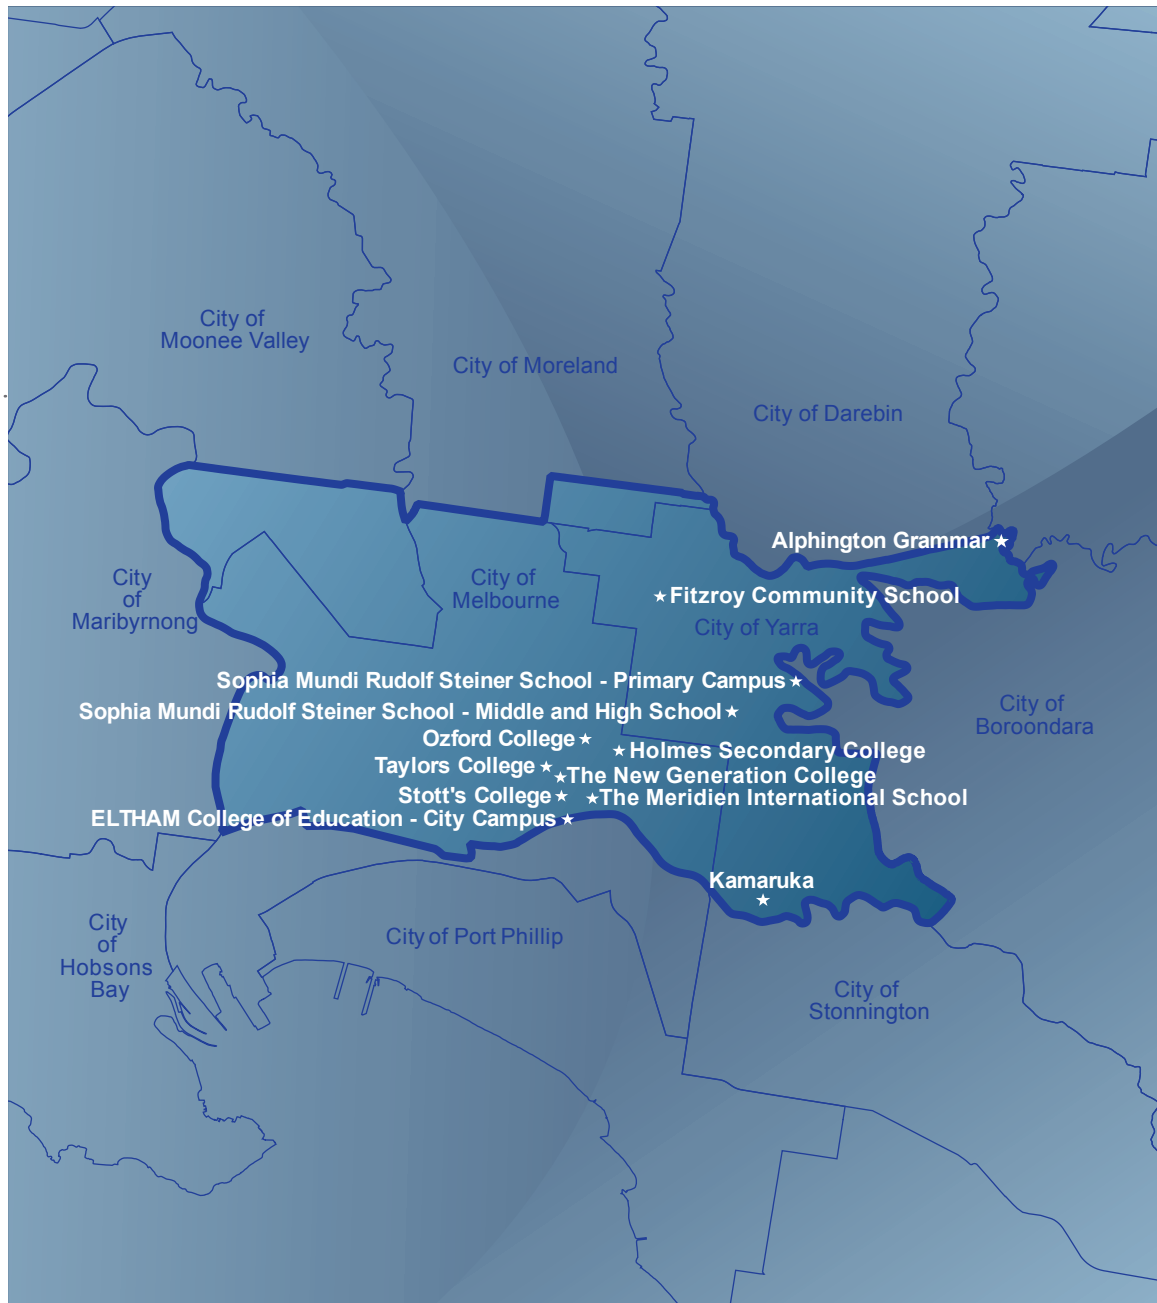 City of
Moonee Valley
City of Moreland
City of Darebin
Alphington Grammar
City
of
Maribyrnong
City of
Melbourne
Fitzroy Community School
City of Yarra
Sophia Mundi Rudolf Steiner School - Primary Campus
City of
Boroondara
Sophia Mundi Rudolf Steiner School - Middle and High School
Ozford College
Holmes Secondary College
Taylors College
The New Generation College
Stott's College
The Meridien International School
ELTHAM College of Education - City Campus
Kamaruka
City
of
Hobsons
Bay
City of Port Phillip
City of
Stonnington